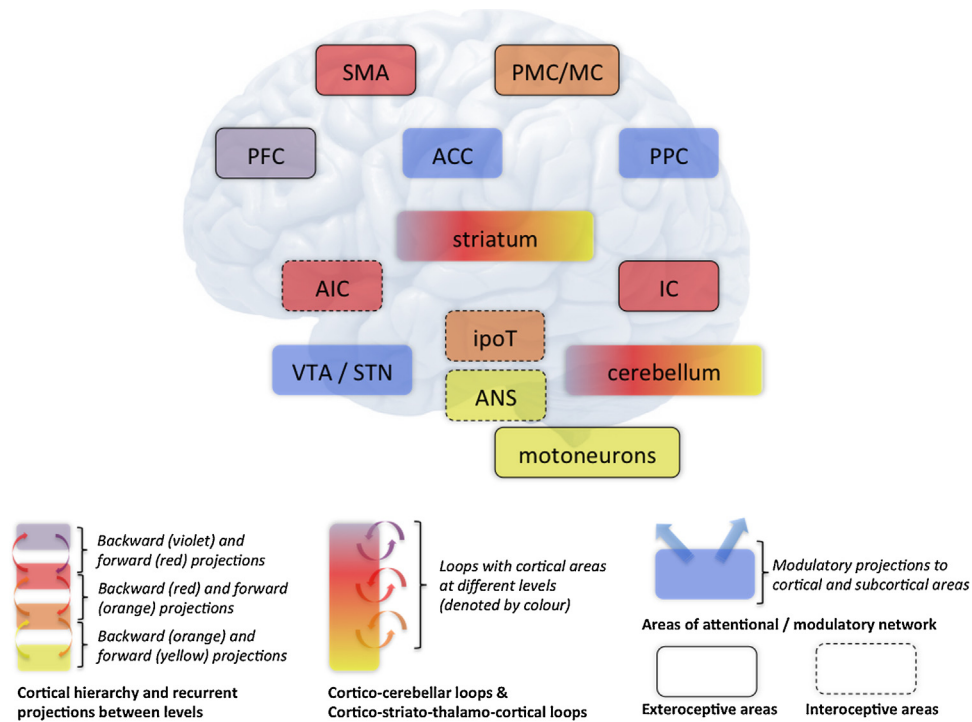 SMA
PMC/MC
PFC
ACC
PPC
striatum
AIC
IC
ipoT
VTA / STN
cerebellum
ANS
motoneurons
Backward (violet) and
forward (red) projections
Backward (red) and forward
(orange) projections
Backward (orange) and
forward (yellow) projections
Cortical hierarchy and recurrent
projections between levels
Loops with cortical areas
at different levels
(denoted by colour)
Cortico-cerebellar loops &
Cortico-striato-thalamo-cortical loops
Modulatory projections to
cortical and subcortical areas
Areas of attentional / modulatory network
Exteroceptive areas
Interoceptive areas